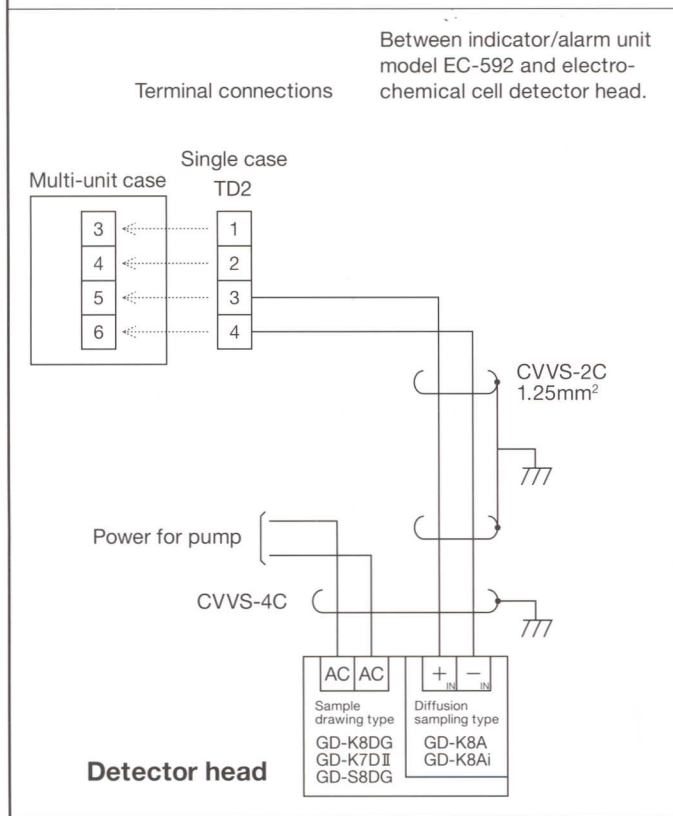 Between indicator/alarm unit
model EC-592 and electro-
chemical cell detector head.
Terminal connections
Single case
Multi-unit case
TD2
3 1
4 2
5 3
6 4
CVVS-2C
1.25mm²
Power for pump
CVVS-4C
AC AC + IN − IN
Sample
drawing type
Diffusion
sampling type
GD-K8DG
GD-K7DⅡ
GD-S8DG
GD-K8A
GD-K8Ai
Detector head